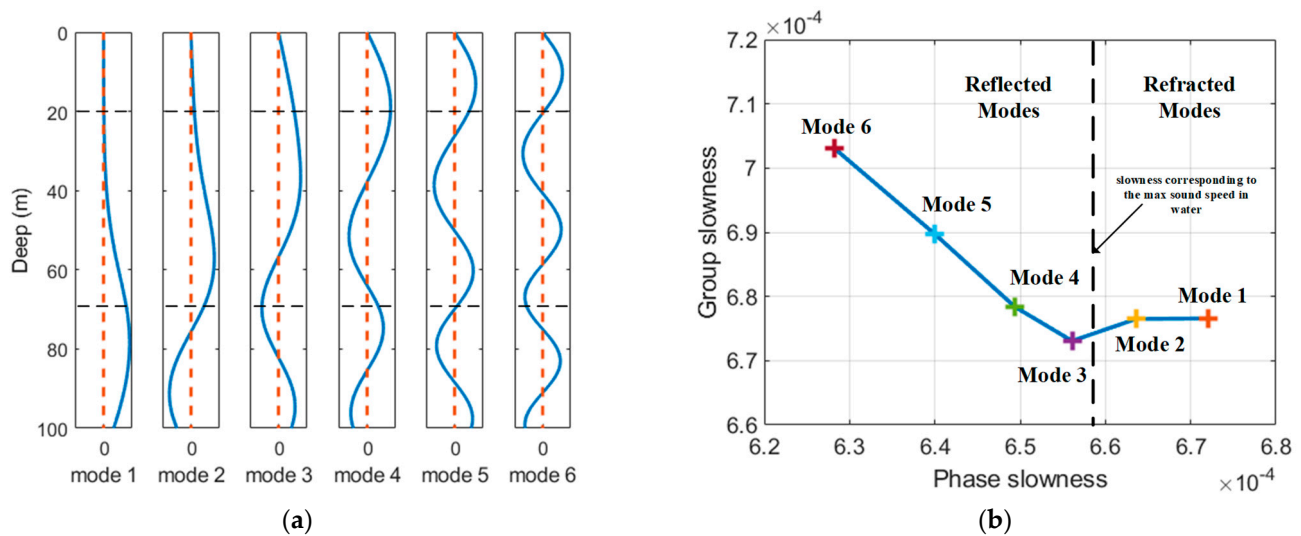 0
20
40
60
80
100
Deep (m)
0 0 0 0 0 0
mode 1 mode 2 mode 3 mode 4 mode 5 mode 6
(a)
×10⁻⁴
7.2
7.1
7
6.9
6.8
6.7
6.6
Group slowness
Reflected
Modes
Refracted
Modes
Mode 6
slowness corresponding to
the max sound speed in
water
Mode 5
Mode 4
Mode 1
Mode 2
Mode 3
6.2 6.3 6.4 6.5 6.6 6.7 6.8
Phase slowness
×10⁻⁴
(b)